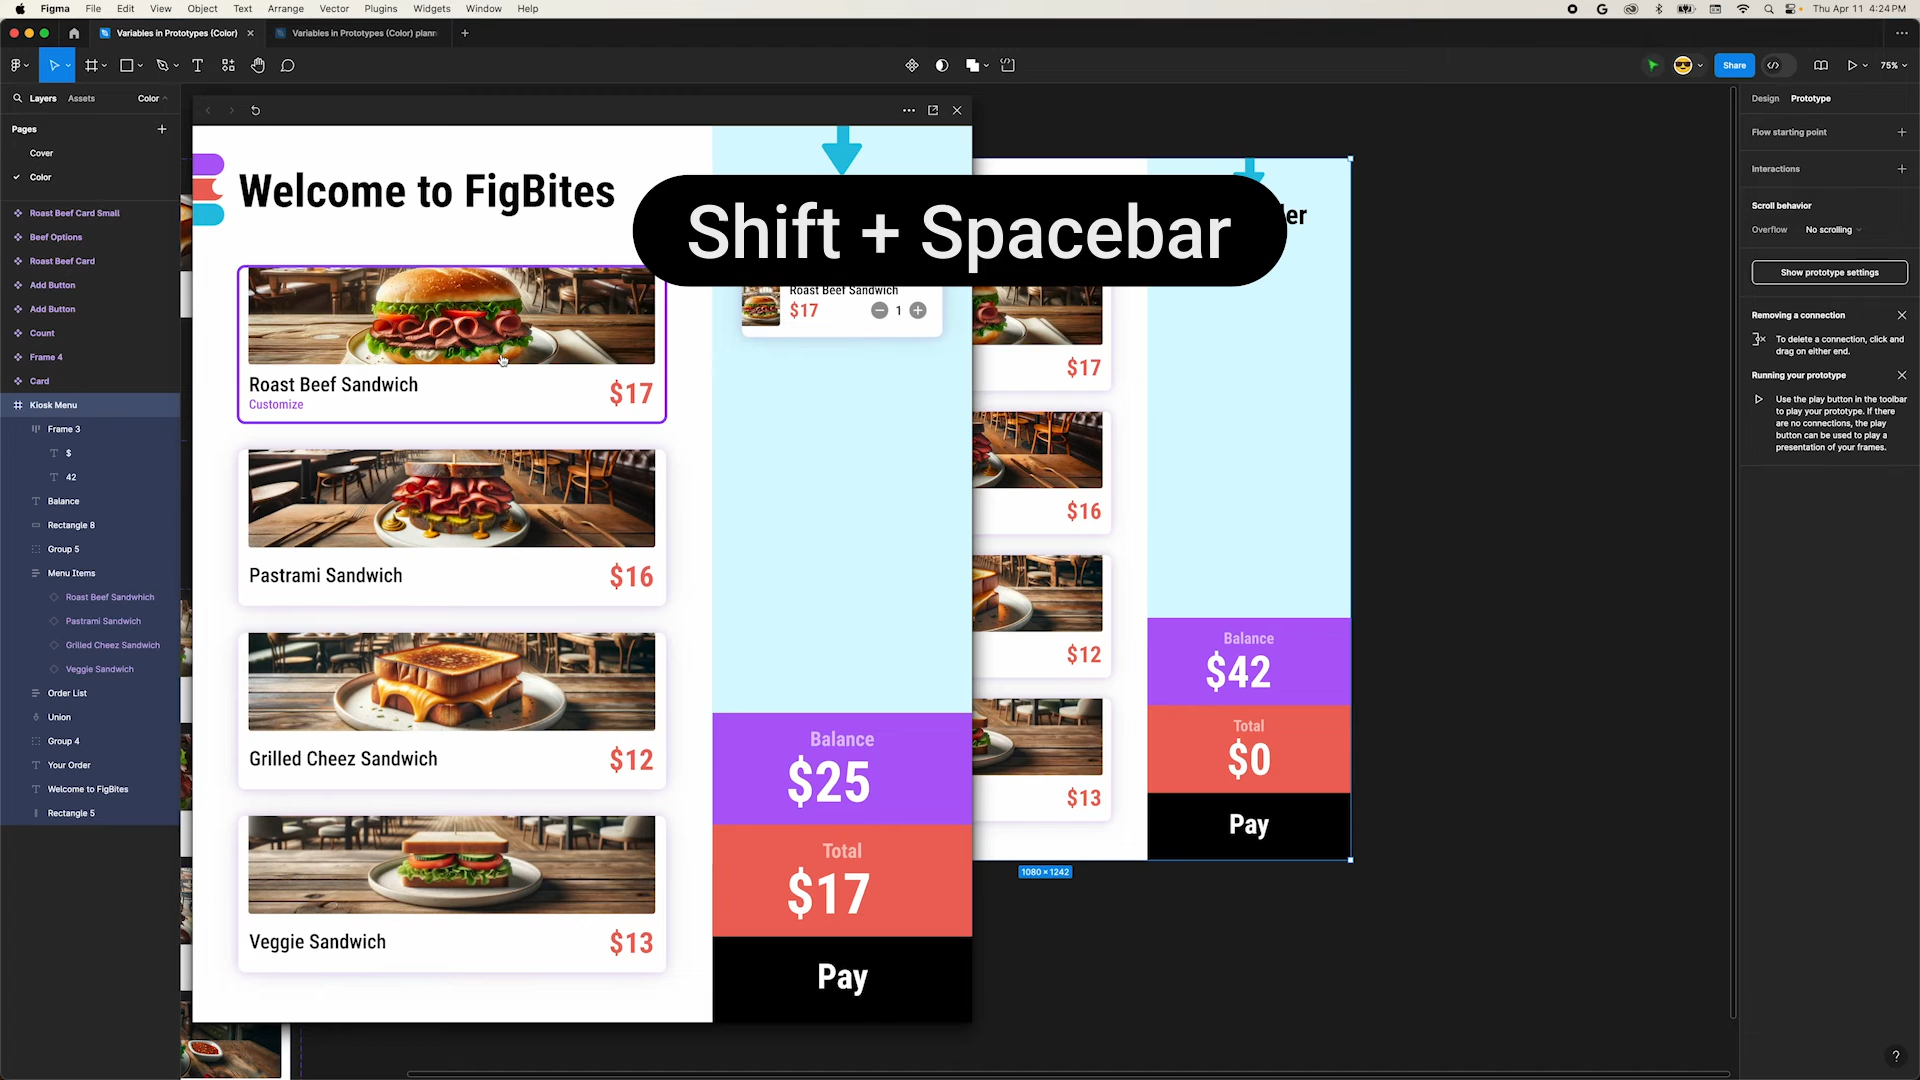 Figma File Edit View Object Text Arrange Vector Plugins Widgets Window Help
Thu Apr 11 4:24 PM
Variables in Prototypes (Color)
Variables in Prototypes (Color) plann
Share
75%
Layers Assets Color
Pages
Cover
Color
Roast Beef Card Small
Beef Options
Roast Beef Card
Add Button
Add Button
Count
Frame 4
Card
Kiosk Menu
Frame 3
$
42
Balance
Rectangle 8
Group 5
Menu Items
Roast Beef Sandwhich
Pastrami Sandwich
Grilled Cheez Sandwich
Veggie Sandwich
Order List
Union
Group 4
Your Order
Welcome to FigBites
Rectangle 5
Welcome to FigBites
Shift + Spacebar
Roast Beef Sandwich
Customize
$17
Pastrami Sandwich
$16
Grilled Cheez Sandwich
$12
Veggie Sandwich
$13
Roast Beef Sandwich
$17
1
Balance
$25
Total
$17
Pay
$17
$16
$12
$13
Balance
$42
Total
$0
Pay
1080 × 1242
Design Prototype
Flow starting point
Interactions
Scroll behavior
Overflow No scrolling
Show prototype settings
Removing a connection
To delete a connection, click and
drag on either end.
Running your prototype
Use the play button in the toolbar
to play your prototype. If there
are no connections, the play
button can be used to play a
presentation of your frames.
?